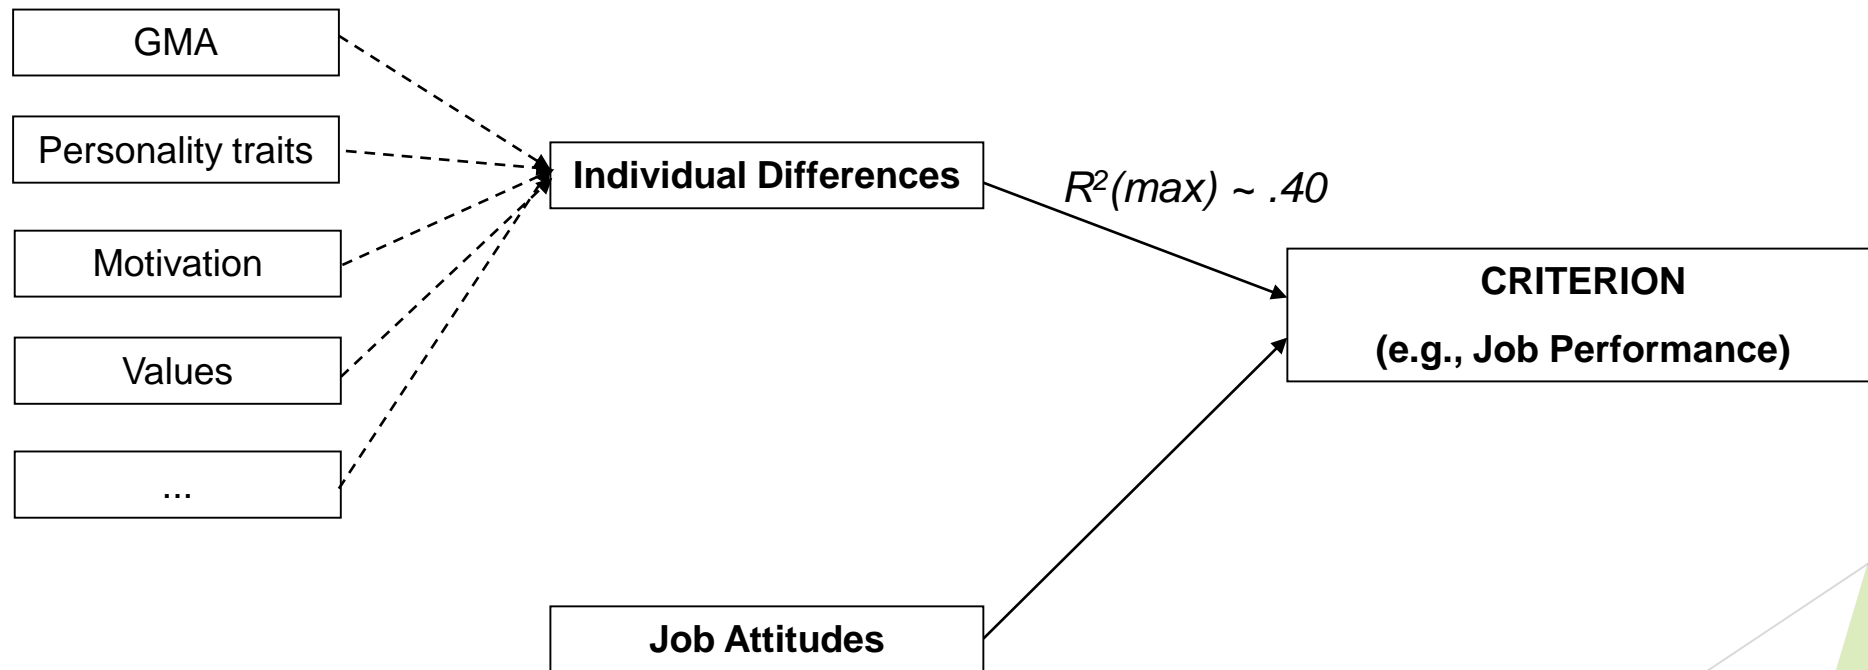 GMA
Personality traits
Motivation
Values
...
Individual Differences
R²(max) ~ .40
CRITERION
(e.g., Job Performance)
Job Attitudes